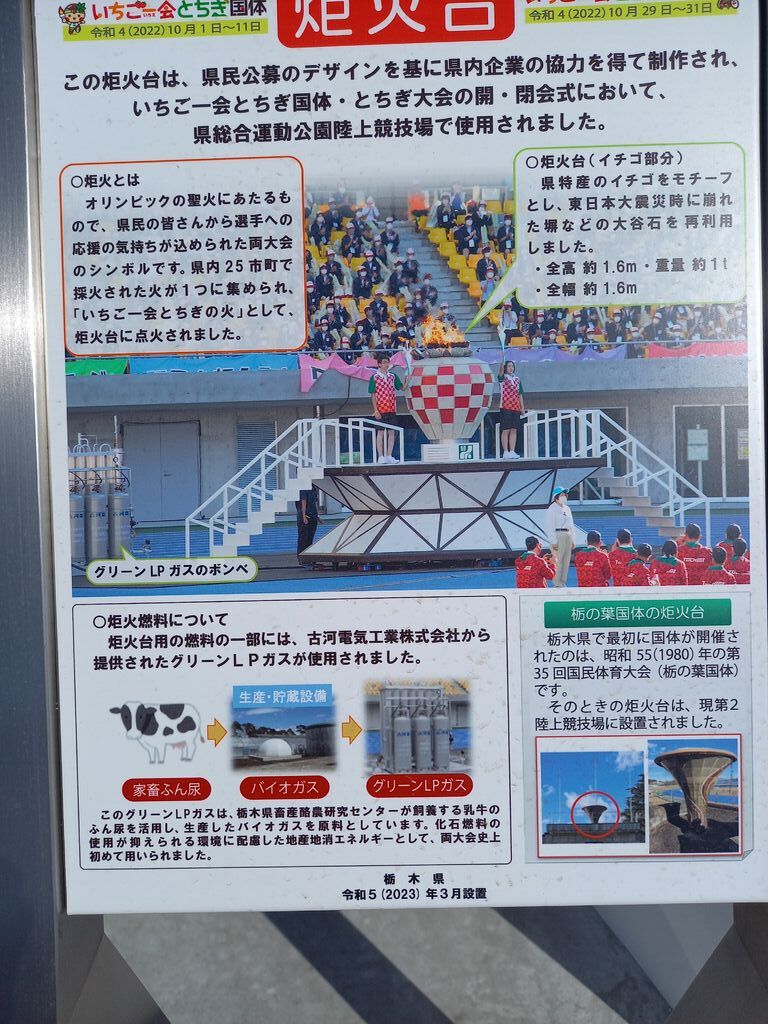 いちご一会とちぎ国体
令和4(2022)10月1日～11日
炬火台
令和4(2022)10月29日～31日
この炬火台は、県民公募のデザインを基に県内企業の協力を得て制作され、
いちご一会とちぎ国体・とちぎ大会の開・閉会式において、
県総合運動公園陸上競技場で使用されました。
○炬火とは
オリンピックの聖火にあたるも
ので、県民の皆さんから選手への
応援の気持ちが込められた両大会
のシンボルです。県内25市町で
採火された火が1つに集められ、
「いちご一会とちぎの火」として、
炬火台に点火されました。
○炬火台(イチゴ部分)
県特産のイチゴをモチーフ
とし、東日本大震災時に崩れ
た塀などの大谷石を再利用
しました。
・全高 約1.6m・重量 約1t
・全幅 約1.6m
グリーンLPガスのボンベ
○炬火燃料について
炬火台用の燃料の一部には、古河電気工業株式会社から
提供されたグリーンLPガスが使用されました。
生産・貯蔵設備
家畜ふん尿
バイオガス
グリーンLPガス
このグリーンLPガスは、栃木県畜産酪農研究センターが飼養する乳牛の
ふん尿を活用し、生産したバイオガスを原料としています。化石燃料の
使用が抑えられる環境に配慮した地産地消エネルギーとして、両大会史上
初めて用いられました。
栃の葉国体の炬火台
栃木県で最初に国体が開催さ
れたのは、昭和55(1980)年の第
35回国民体育大会(栃の葉国体)
です。
そのときの炬火台は、現第2
陸上競技場に設置されました。
栃木県
令和5(2023)年3月設置